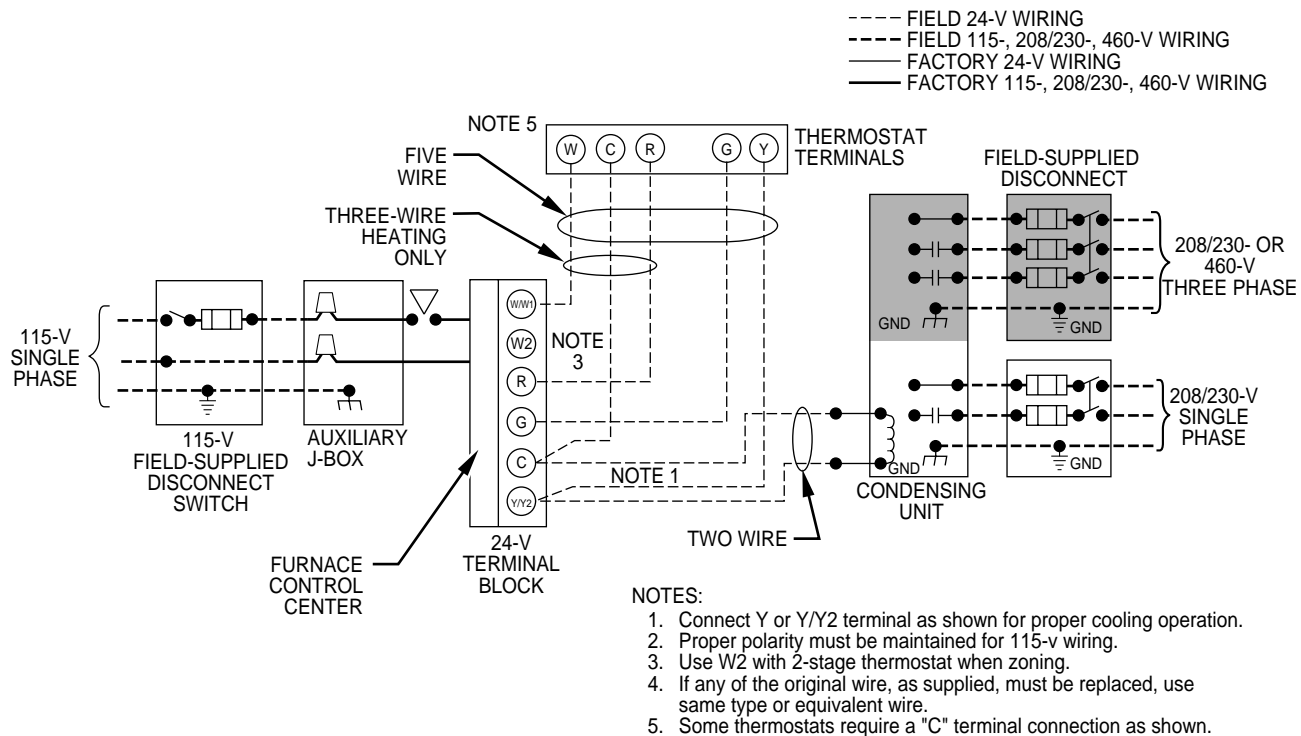 FIELD 24-V WIRING
FIELD 115-, 208/230-, 460-V WIRING
FACTORY 24-V WIRING
FACTORY 115-, 208/230-, 460-V WIRING
NOTE 5
W
C
R
G
Y
THERMOSTAT
TERMINALS
FIVE
WIRE
THREE-WIRE
HEATING
ONLY
FIELD-SUPPLIED
DISCONNECT
208/230- OR
460-V
THREE PHASE
GND
GND
115-V
SINGLE
PHASE
W/W1
W2
R
G
C
Y/Y2
NOTE
3
NOTE 1
208/230-V
SINGLE
PHASE
GND
GND
115-V
FIELD-SUPPLIED
DISCONNECT
SWITCH
AUXILIARY
J-BOX
CONDENSING
UNIT
TWO WIRE
FURNACE
CONTROL
CENTER
24-V
TERMINAL
BLOCK
NOTES:
1. Connect Y or Y/Y2 terminal as shown for proper cooling operation.
2. Proper polarity must be maintained for 115-v wiring.
3. Use W2 with 2-stage thermostat when zoning.
4. If any of the original wire, as supplied, must be replaced, use
same type or equivalent wire.
5. Some thermostats require a "C" terminal connection as shown.